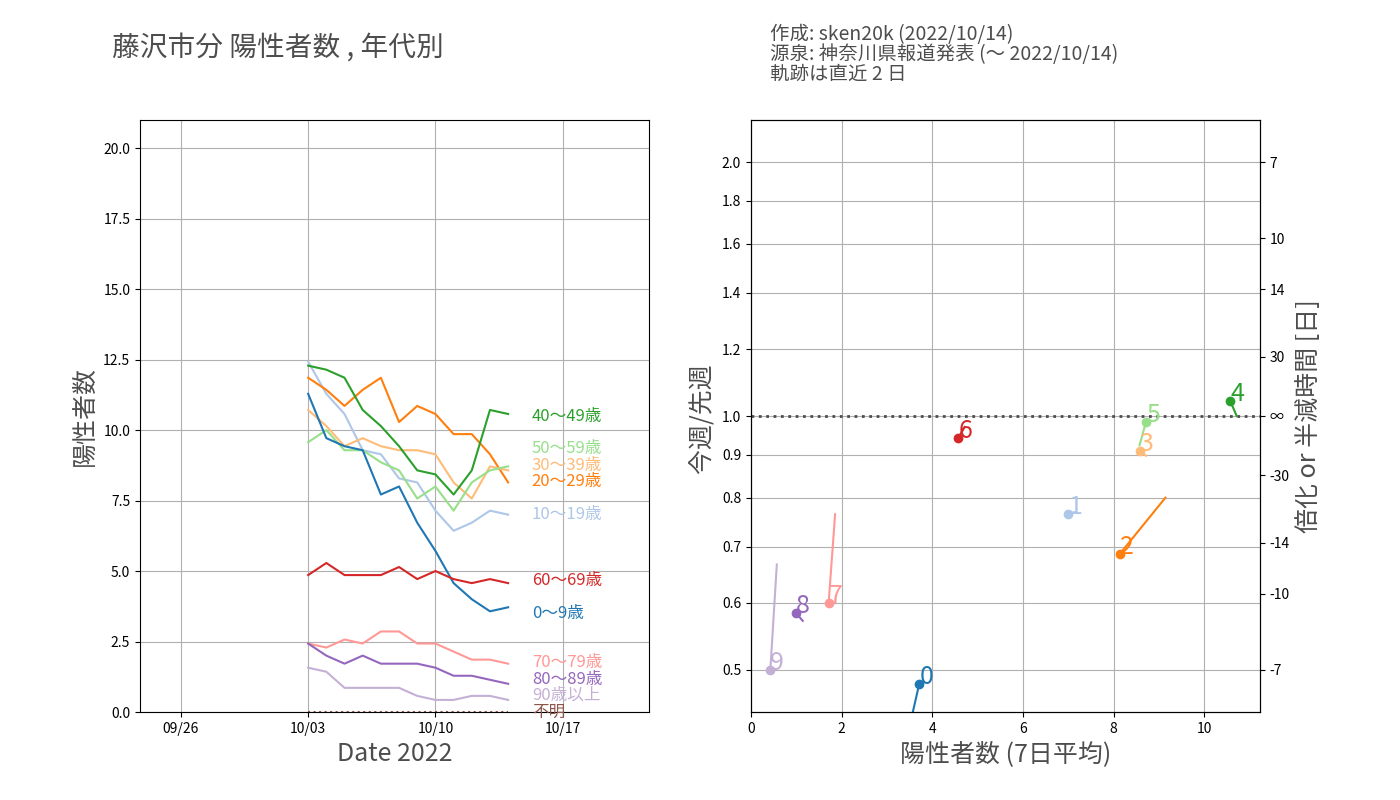 藤沢市分 陽性者数 , 年代別
作成: sken20k (2022/10/14)
源泉: 神奈川県報道発表 (〜 2022/10/14)
軌跡は直近 2 日
陽性者数
20.0
17.5
15.0
12.5
10.0
7.5
5.0
2.5
0.0
40〜49歳
50〜59歳
30〜39歳
20〜29歳
10〜19歳
60〜69歳
0〜9歳
70〜79歳
80〜89歳
90歳以上
不明
09/26 10/03 10/10 10/17
Date 2022
今週/先週
2.0
1.8
1.6
1.4
1.2
1.0
0.9
0.8
0.7
0.6
0.5
4
5
6
3
1
2
7
8
9
0
0 2 4 6 8 10
陽性者数 (7日平均)
7
10
14
30
∞
-30
-14
-10
-7
倍化 or 半減時間 [日]